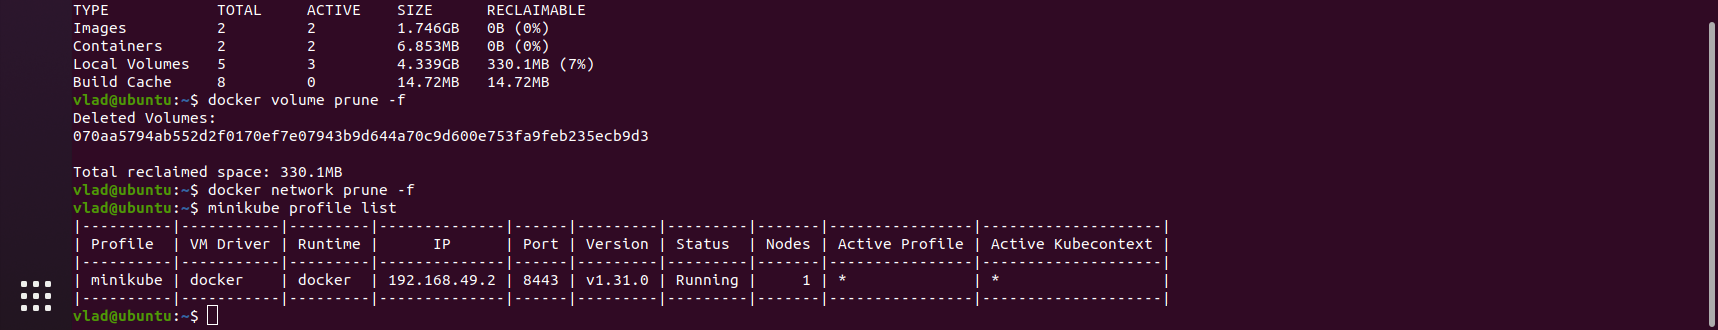 TYPE            TOTAL     ACTIVE    SIZE      RECLAIMABLE
Images          2         2         1.746GB   0B (0%)
Containers      2         2         6.853MB   0B (0%)
Local Volumes   5         3         4.339GB   330.1MB (7%)
Build Cache     8         0         14.72MB   14.72MB
vlad@ubuntu:~$ docker volume prune -f
Deleted Volumes:
070aa5794ab552d2f0170ef7e07943b9d644a70c9d600e753fa9feb235ecb9d3

Total reclaimed space: 330.1MB
vlad@ubuntu:~$ docker network prune -f
vlad@ubuntu:~$ minikube profile list
|----------|-----------|---------|--------------|------|---------|---------|-------|----------------|--------------------|
| Profile  | VM Driver | Runtime |      IP      | Port | Version | Status  | Nodes | Active Profile | Active Kubecontext |
|----------|-----------|---------|--------------|------|---------|---------|-------|----------------|--------------------|
| minikube | docker    | docker  | 192.168.49.2 | 8443 | v1.31.0 | Running |     1 | *              | *                  |
|----------|-----------|---------|--------------|------|---------|---------|-------|----------------|--------------------|
vlad@ubuntu:~$